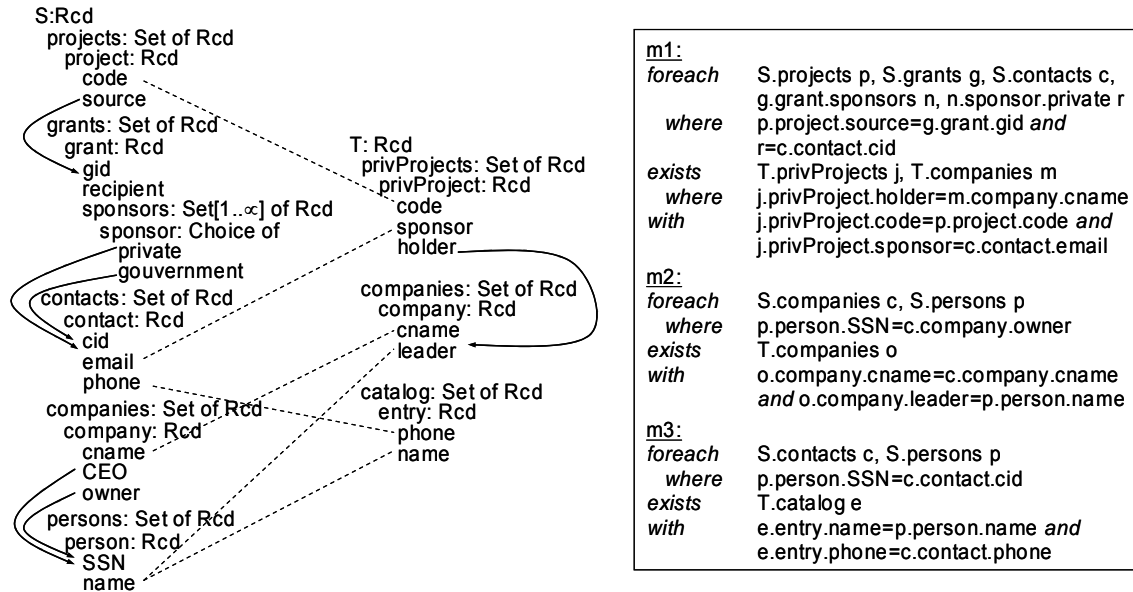 S:Rcd
projects: Set of Rcd
project: Rcd
code
source
grants: Set of Rcd
grant: Rcd
gid
recipient
sponsors: Set[1..∝] of Rcd
sponsor: Choice of
private
gouvernment
contacts: Set of Rcd
contact: Rcd
cid
email
phone
companies: Set of Rcd
company: Rcd
cname
CEO
owner
persons: Set of Rcd
person: Rcd
SSN
name
T: Rcd
privProjects: Set of Rcd
privProject: Rcd
code
sponsor
holder
companies: Set of Rcd
company: Rcd
cname
leader
catalog: Set of Rcd
entry: Rcd
phone
name
m1:
foreach S.projects p, S.grants g, S.contacts c,
g.grant.sponsors n, n.sponsor.private r
where p.project.source=g.grant.gid and
r=c.contact.cid
exists T.privProjects j, T.companies m
where j.privProject.holder=m.company.cname
with j.privProject.code=p.project.code and
j.privProject.sponsor=c.contact.email
m2:
foreach S.companies c, S.persons p
where p.person.SSN=c.company.owner
exists T.companies o
with o.company.cname=c.company.cname
and o.company.leader=p.person.name
m3:
foreach S.contacts c, S.persons p
where p.person.SSN=c.contact.cid
exists T.catalog e
with e.entry.name=p.person.name and
e.entry.phone=c.contact.phone